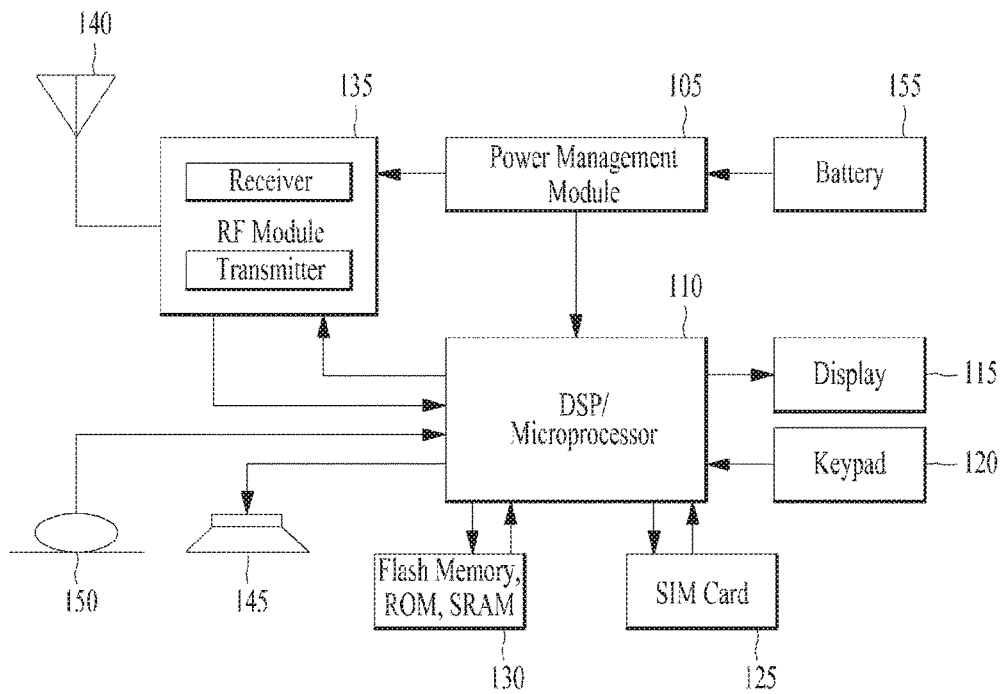 140
135
105
155
Receiver
RF Module
Transmitter
Power Management
Module
Battery
110
DSP/
Microprocessor
Display
115
Keypad
120
150
145
Flash Memory,
ROM, SRAM
130
SIM Card
125